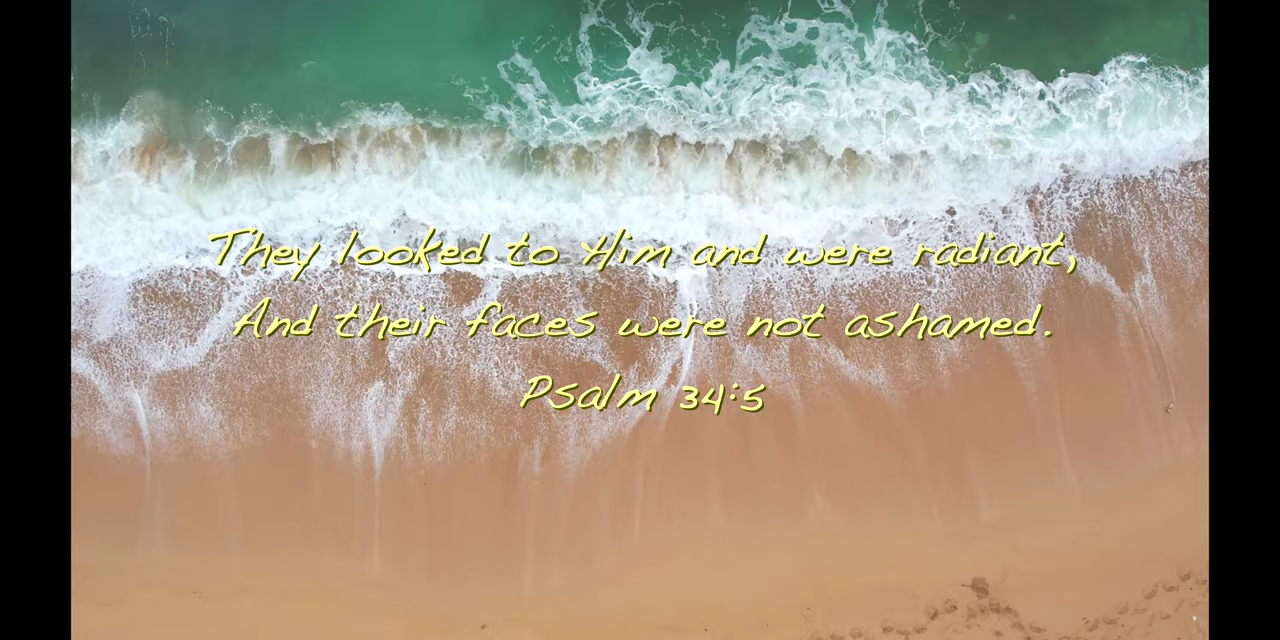 They looked to Him and were radiant,
And their faces were not ashamed.
Psalm 34:5